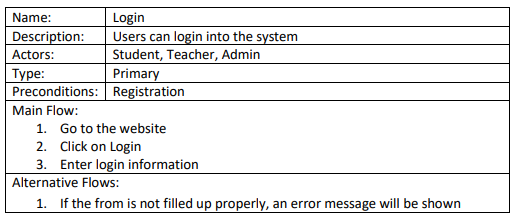 Name: Login
Description: Users can login into the system
Actors: Student, Teacher, Admin
Type: Primary
Preconditions: Registration
Main Flow:
1. Go to the website
2. Click on Login
3. Enter login information
Alternative Flows:
1. If the from is not filled up properly, an error message will be shown